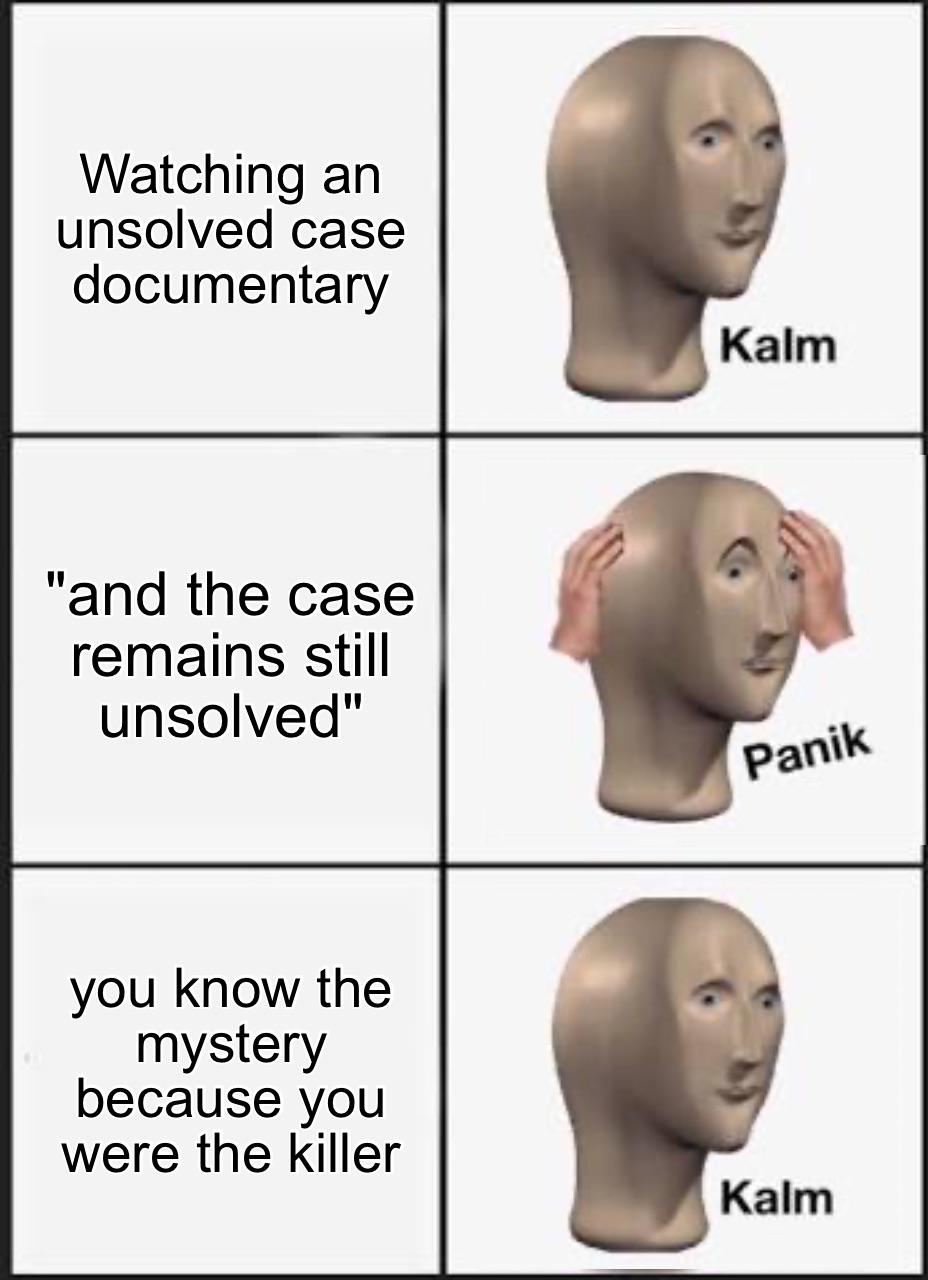 Watching an
unsolved case
documentary
Kalm
"and the case
remains still
unsolved"
Panik
you know the
mystery
because you
were the killer
Kalm